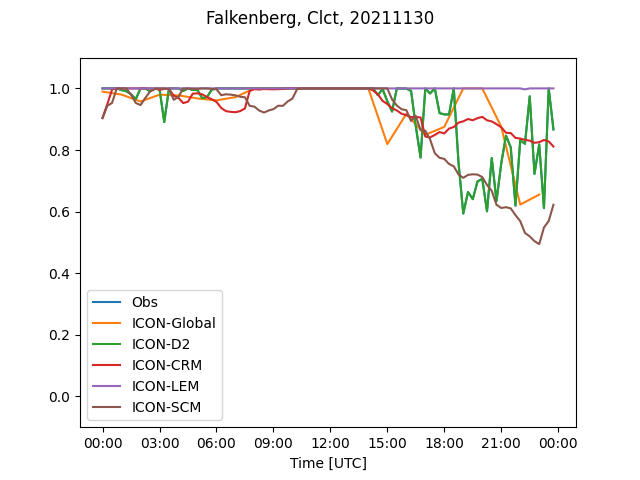 Falkenberg, Clct, 20211130
1.0
0.8
0.6
0.4
0.2
0.0
Obs
ICON-Global
ICON-D2
ICON-CRM
ICON-LEM
ICON-SCM
00:00 03:00 06:00 09:00 12:00 15:00 18:00 21:00 00:00
Time [UTC]